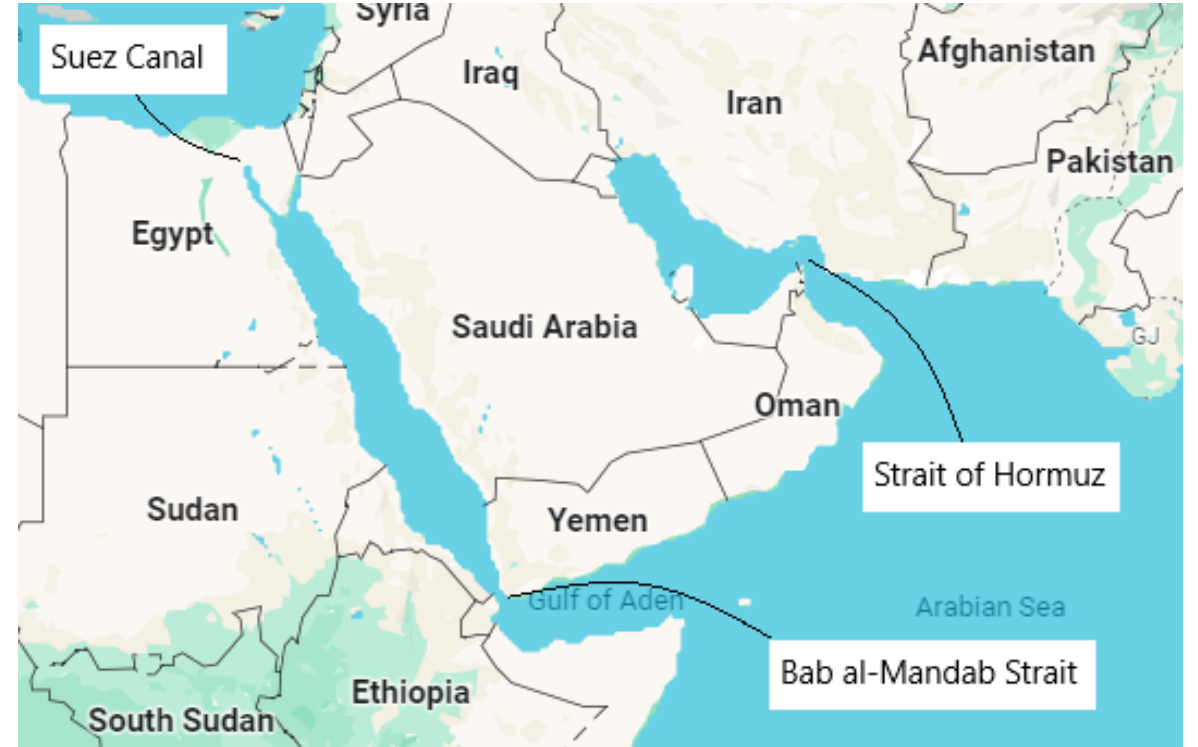 Syria
Suez Canal
Iraq
Afghanistan
Iran
Pakistan
Egypt
Saudi Arabia
GJ
Oman
Strait of Hormuz
Sudan
Yemen
Gulf of Aden
Arabian Sea
Bab al-Mandab Strait
Ethiopia
South Sudan